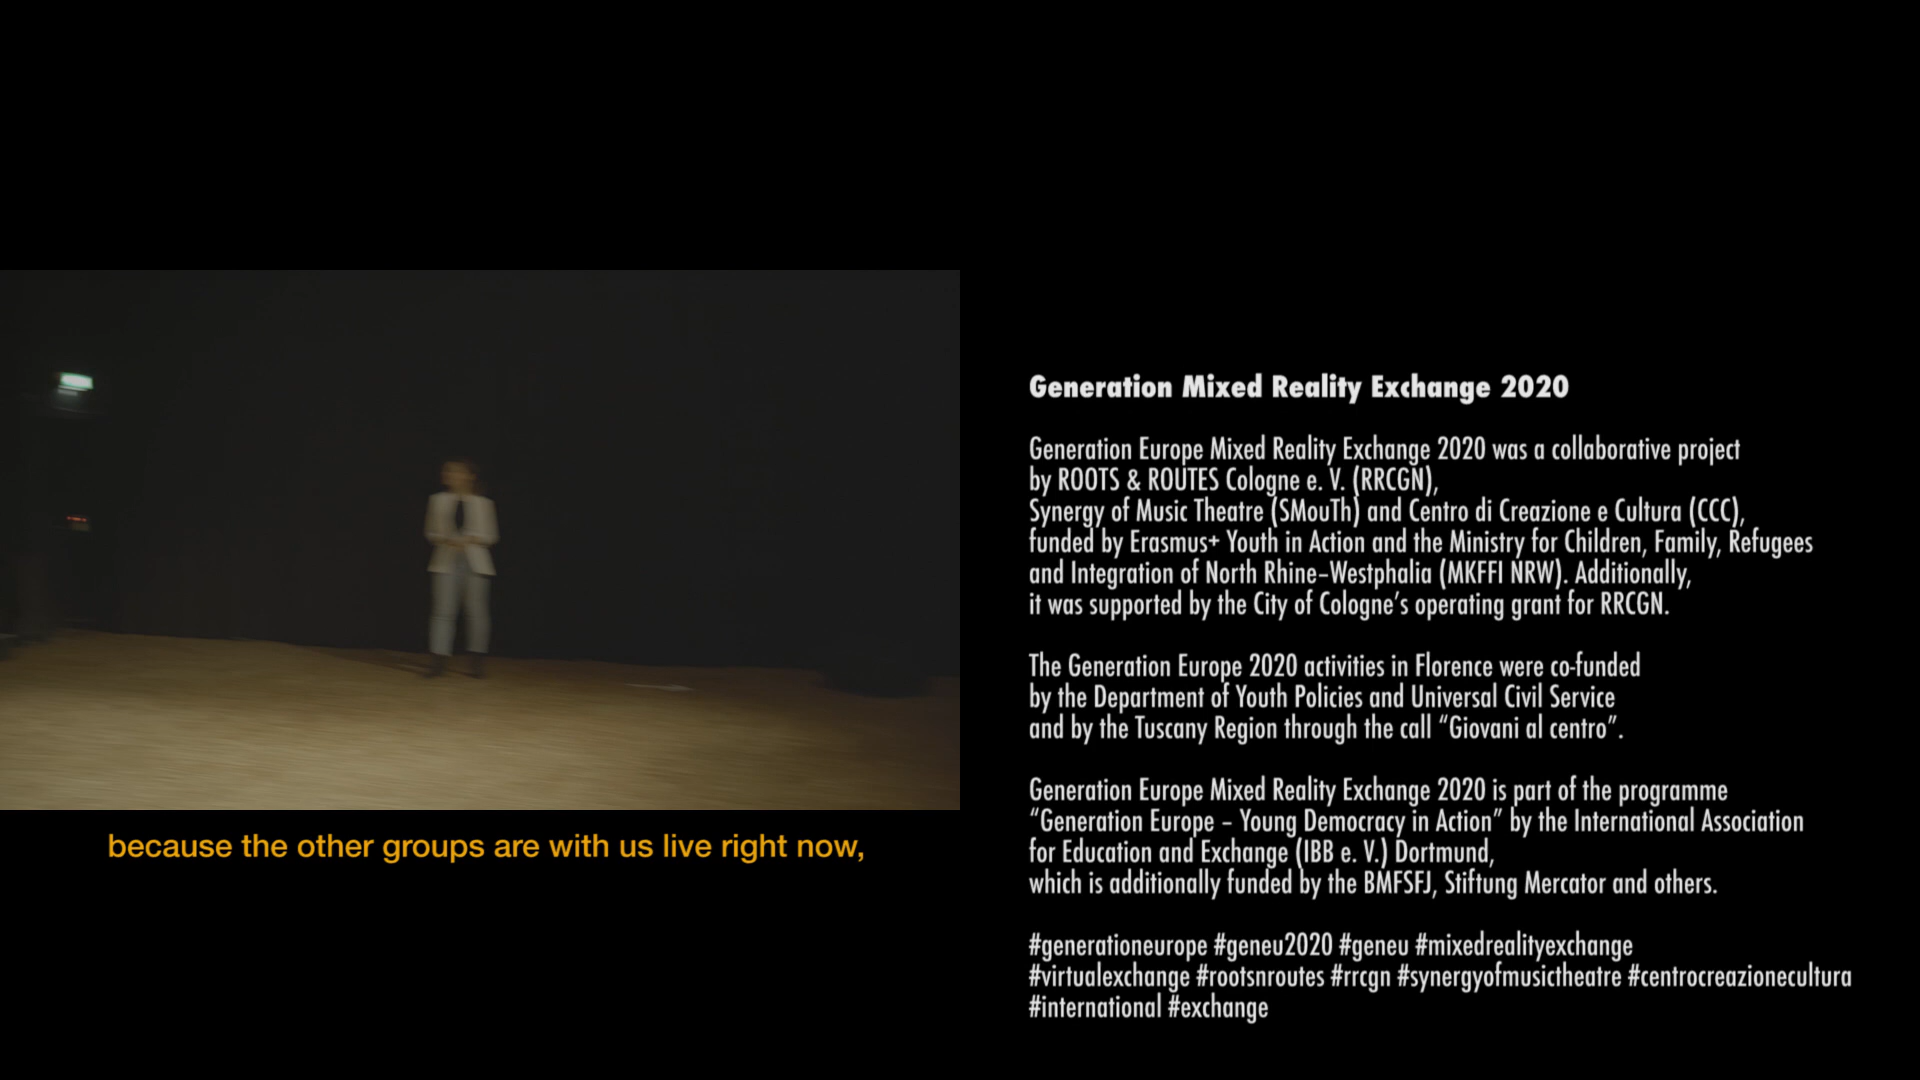 because the other groups are with us live right now,
Generation Mixed Reality Exchange 2020
Generation Europe Mixed Reality Exchange 2020 was a collaborative project
by ROOTS & ROUTES Cologne e. V. (RRCGN),
Synergy of Music Theatre (SMouTh) and Centro di Creazione e Cultura (CCC),
funded by Erasmus+ Youth in Action and the Ministry for Children, Family, Refugees
and Integration of North Rhine–Westphalia (MKFFI NRW). Additionally,
it was supported by the City of Cologne’s operating grant for RRCGN.
The Generation Europe 2020 activities in Florence were co-funded
by the Department of Youth Policies and Universal Civil Service
and by the Tuscany Region through the call “Giovani al centro”.
Generation Europe Mixed Reality Exchange 2020 is part of the programme
“Generation Europe – Young Democracy in Action” by the International Association
for Education and Exchange (IBB e. V.) Dortmund,
which is additionally funded by the BMFSFJ, Stiftung Mercator and others.
#generationeurope #geneu2020 #geneu #mixedrealityexchange
#virtualexchange #rootsnroutes #rrcgn #synergyofmusictheatre #centrocreazionecultura
#international #exchange